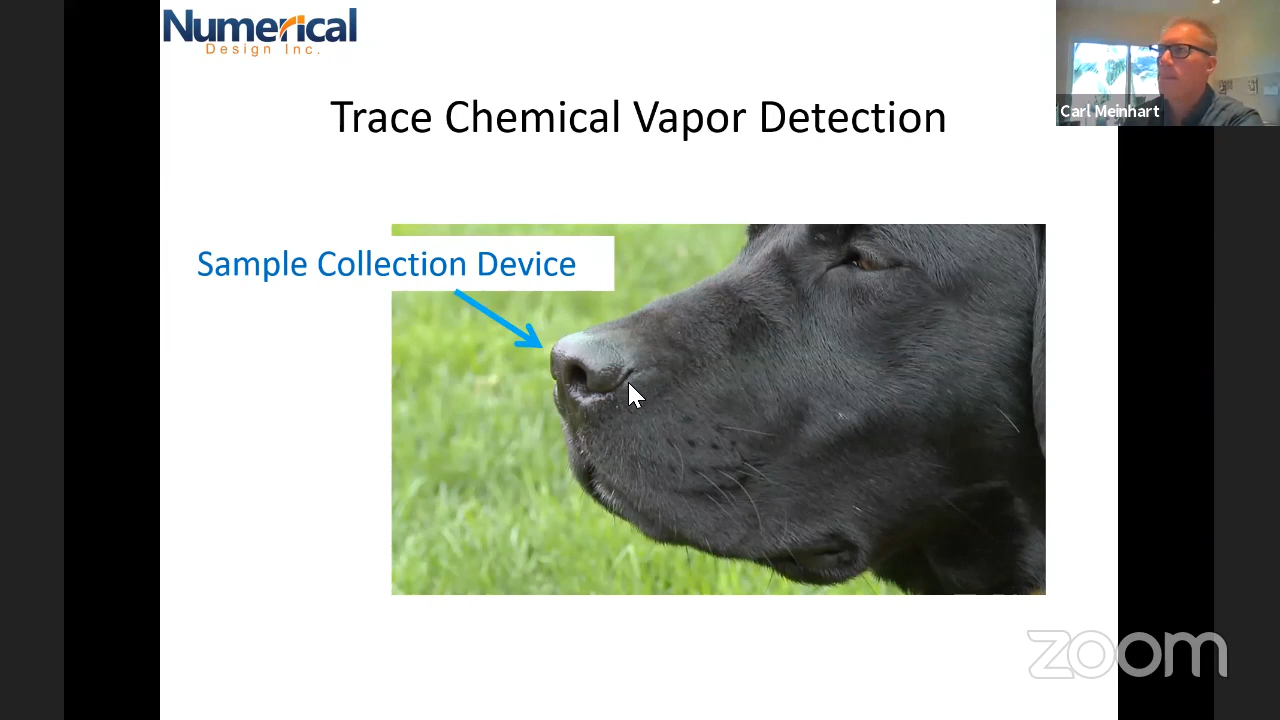 Numerical
Design Inc.
Carl Meinhart
Trace Chemical Vapor Detection
Sample Collection Device
zoom